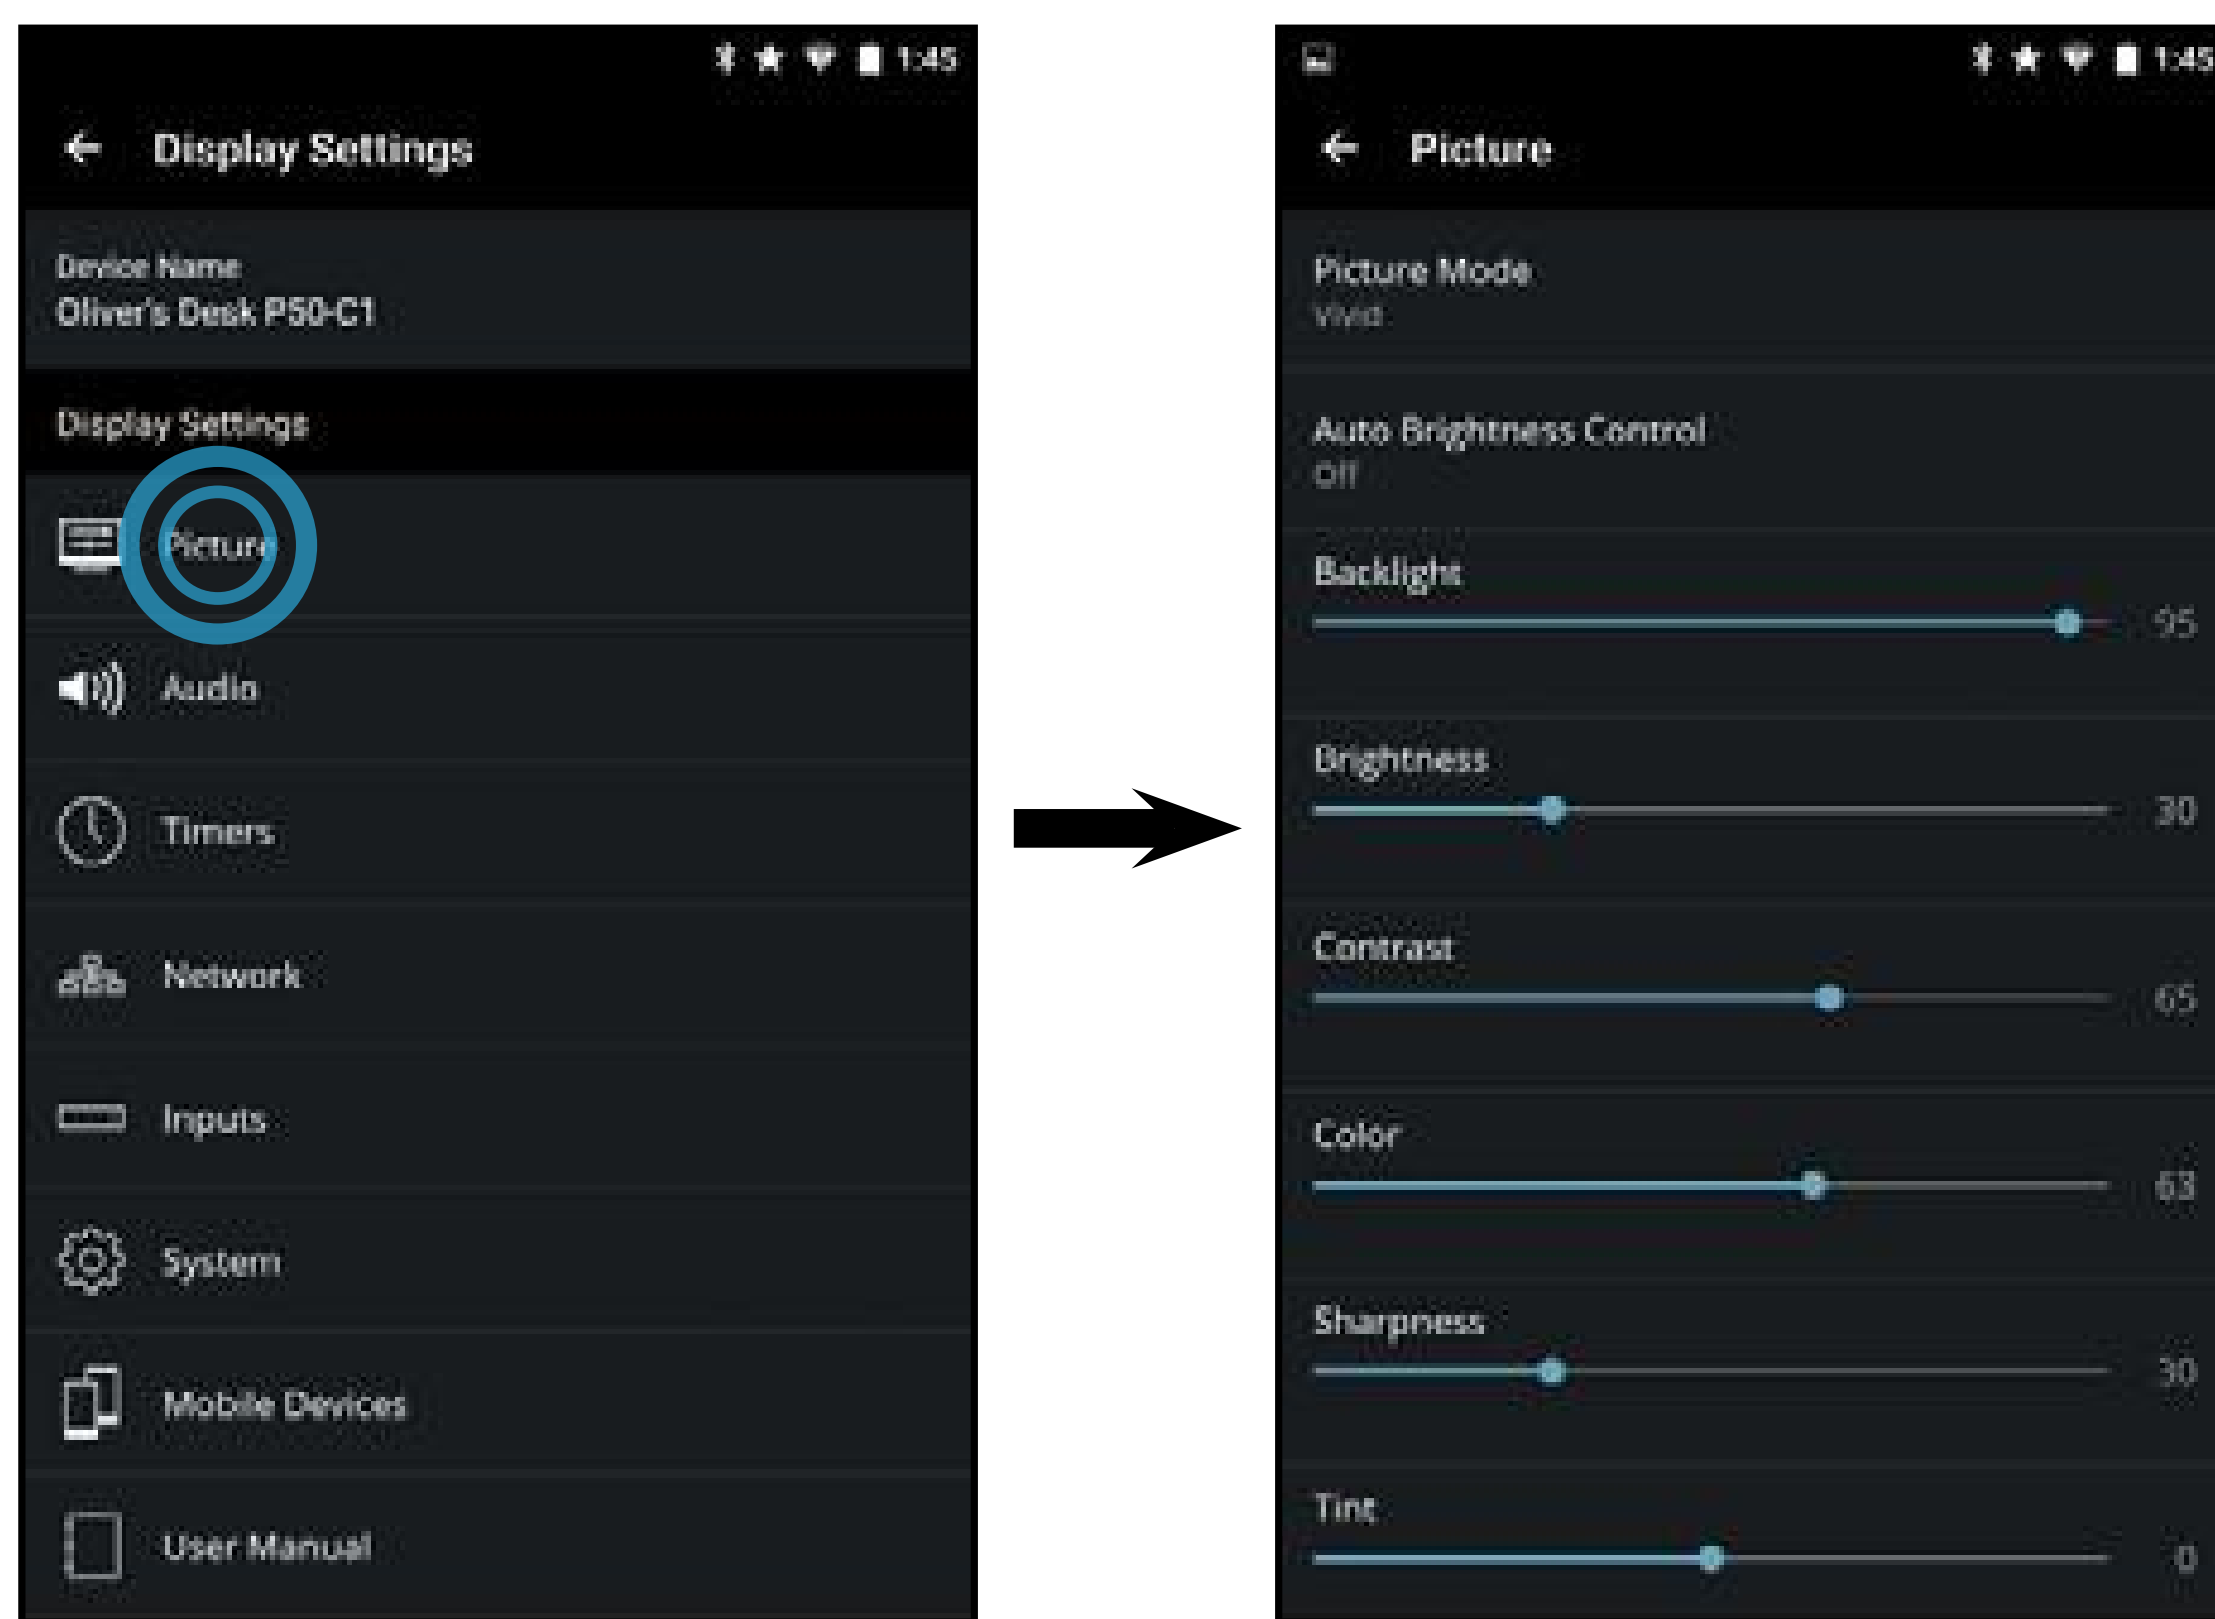 1:45
Display Settings
Device Name
Oliver's Desk P50-C1
Display Settings
Picture
Audio
Timers
Network
Inputs
System
Mobile Devices
User Manual
1:45
Picture
Picture Mode
Vivid
Auto Brightness Control
Off
Backlight
95
Brightness
30
Contrast
65
Color
63
Sharpness
30
Tint
0